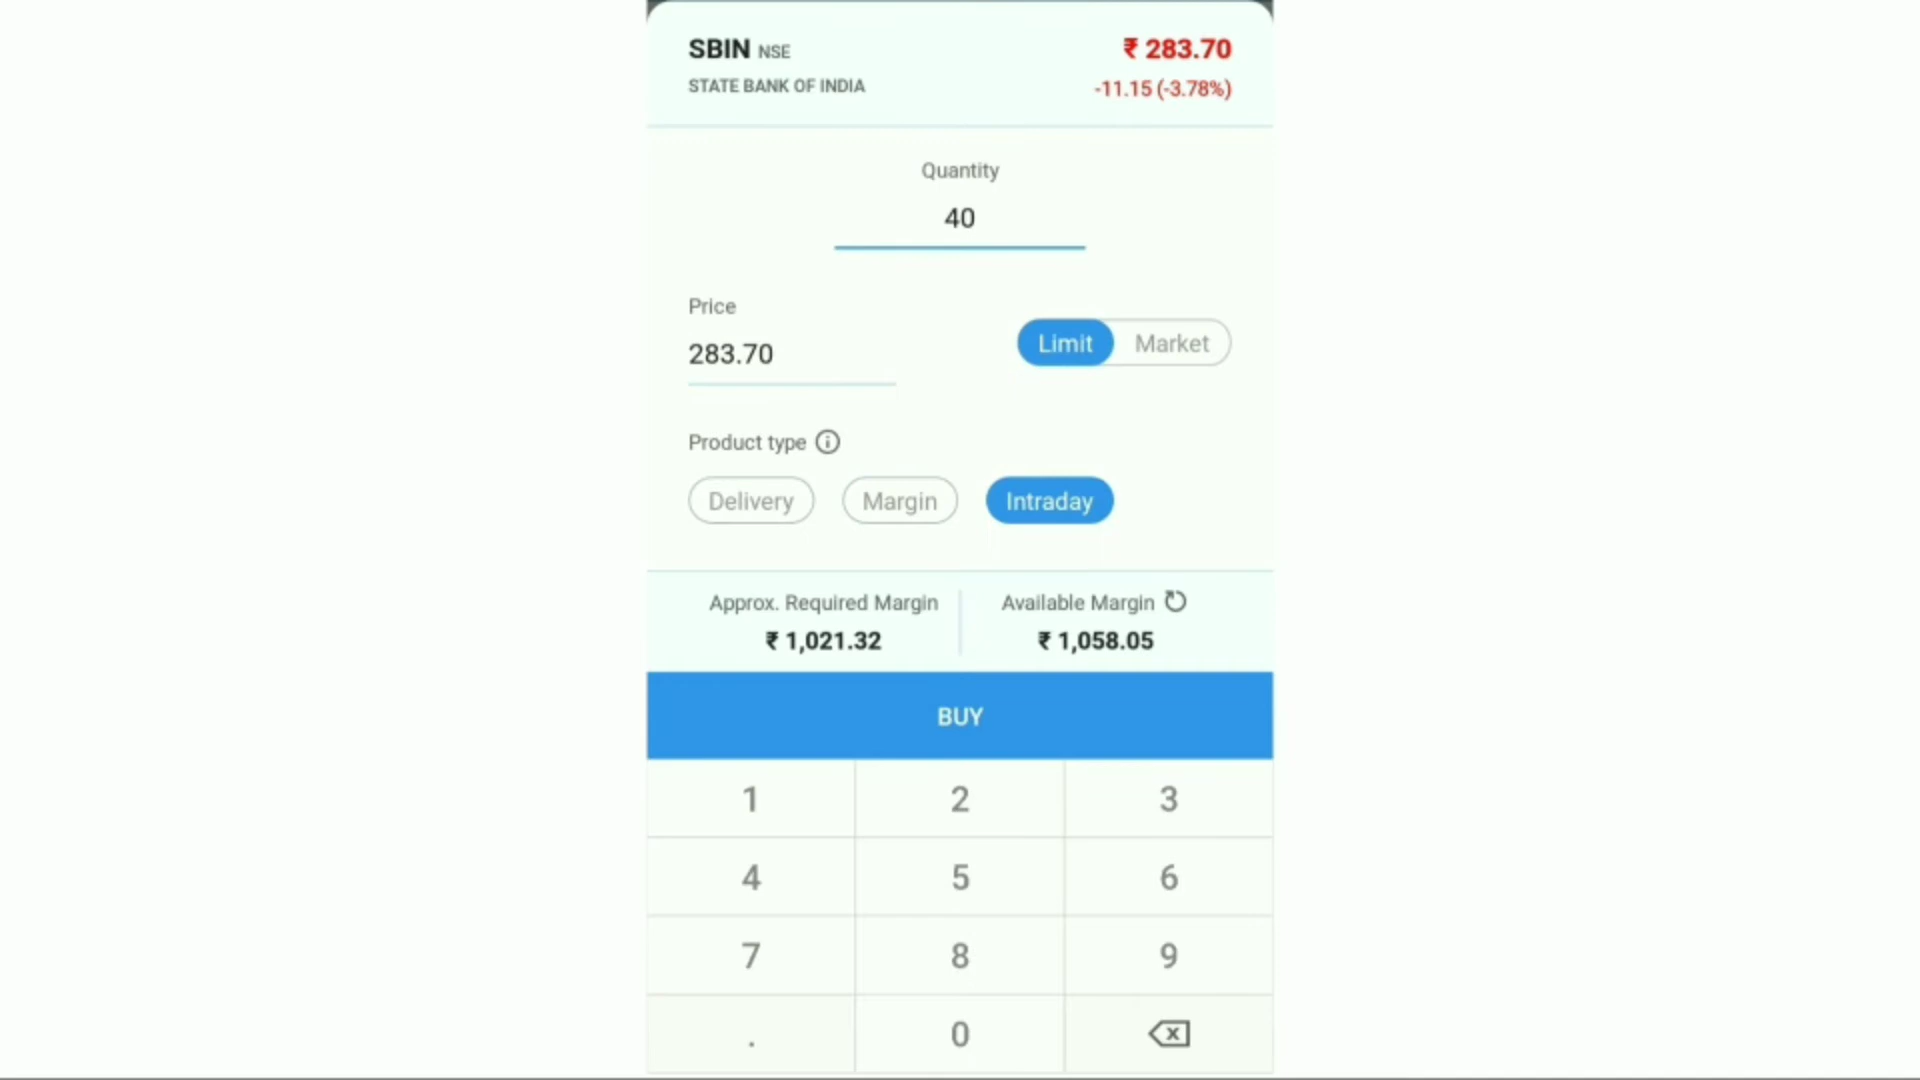 SBIN NSE ₹ 283.70
STATE BANK OF INDIA -11.15 (-3.78%)
Quantity
40
Price
283.70
Limit Market
Product type
Delivery Margin Intraday
Approx. Required Margin Available Margin
₹ 1,021.32 ₹ 1,058.05
BUY
1 2 3
4 5 6
7 8 9
. 0